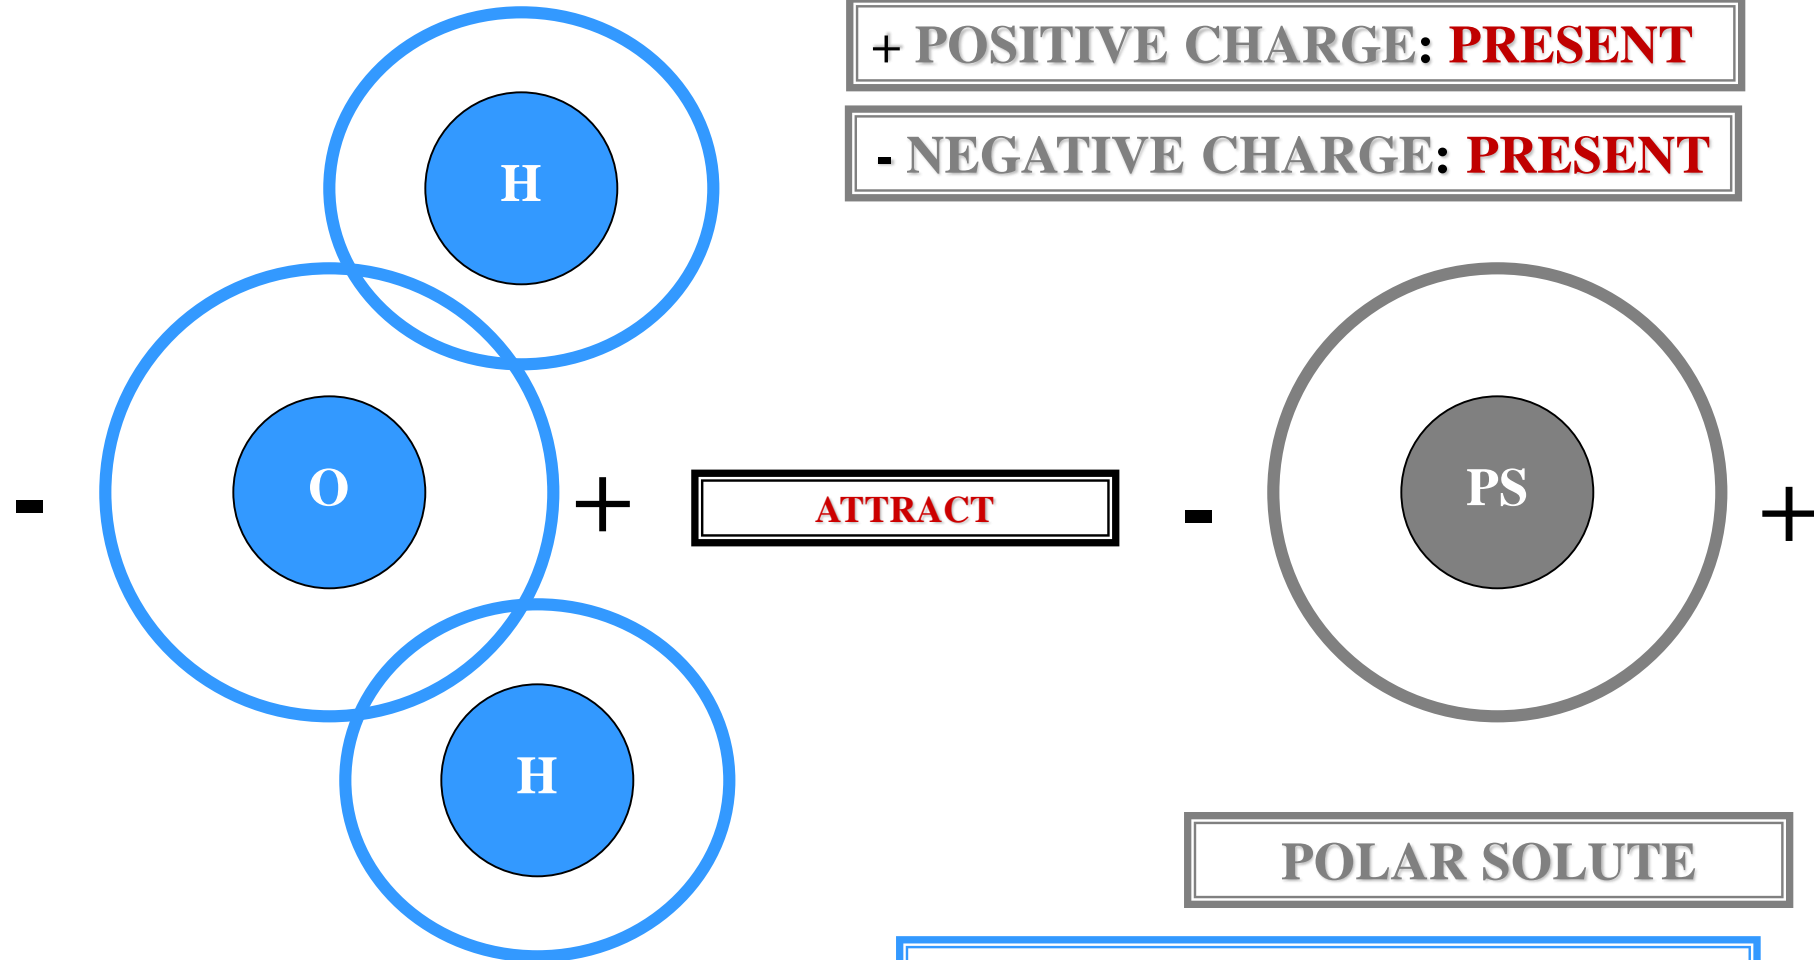 + POSITIVE CHARGE: PRESENT
- NEGATIVE CHARGE: PRESENT
H
O
- +
ATTRACT
- +
PS
H
POLAR SOLUTE